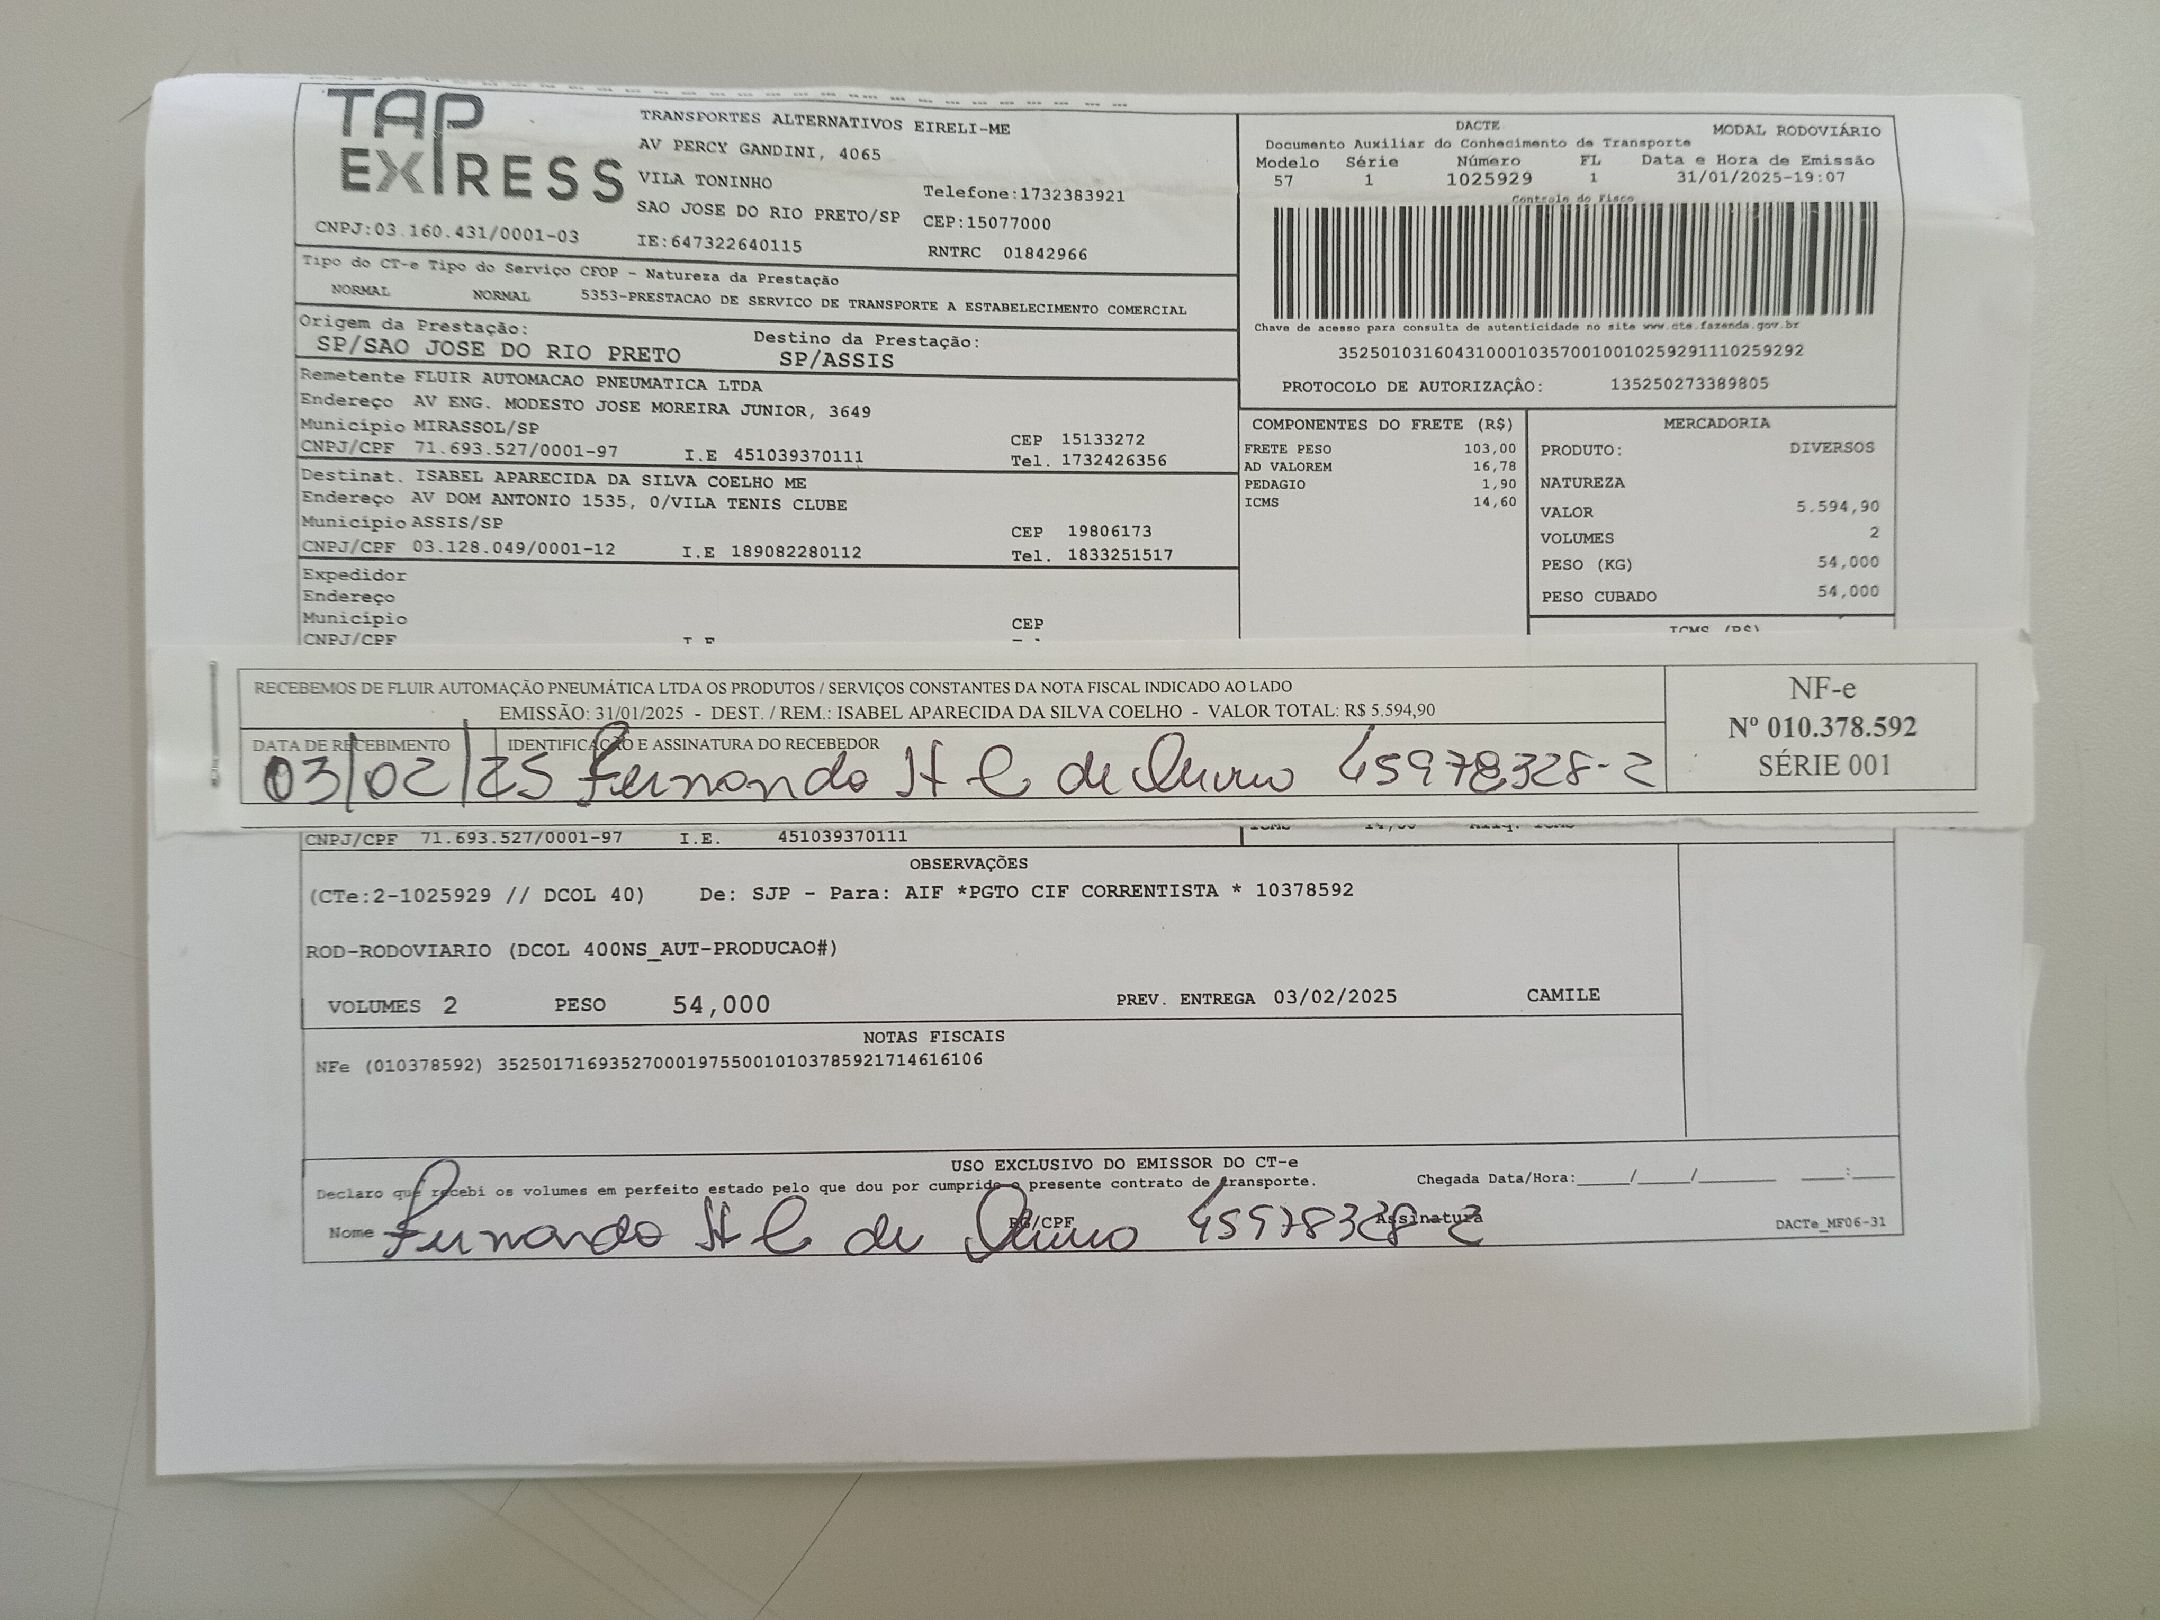 TAP
EXPRESS
TRANSPORTES ALTERNATIVOS EIRELI-ME
AV PERCY GANDINI, 4065
VILA TONINHO
Telefone:1732383921
SAO JOSE DO RIO PRETO/SP CEP:15077000
CNPJ:03.160.431/0001-03 IE:647322640115 RNTRC 01842966
DACTE MODAL RODOVIÁRIO
Documento Auxiliar do Conhecimento de Transporte
Modelo Série Número FL Data e Hora de Emissão
57 1 1025929 1 31/01/2025-19:07
Controle do Fisco
Chave de acesso para consulta de autenticidade no site www.cte.fazenda.gov.br
35250103160431000103570010010259291110259292
PROTOCOLO DE AUTORIZAÇÂO: 135250273389805
Tipo do CT-e Tipo do Serviço CFOP - Natureza da Prestação
NORMAL NORMAL 5353-PRESTACAO DE SERVICO DE TRANSPORTE A ESTABELECIMENTO COMERCIAL
Origem da Prestação: Destino da Prestação:
SP/SAO JOSE DO RIO PRETO SP/ASSIS
Remetente FLUIR AUTOMACAO PNEUMATICA LTDA
Endereço AV ENG. MODESTO JOSE MOREIRA JUNIOR, 3649
Município MIRASSOL/SP CEP 15133272
CNPJ/CPF 71.693.527/0001-97 I.E 451039370111 Tel. 1732426356
Destinat. ISABEL APARECIDA DA SILVA COELHO ME
Endereço AV DOM ANTONIO 1535, 0/VILA TENIS CLUBE
Município ASSIS/SP CEP 19806173
CNPJ/CPF 03.128.049/0001-12 I.E 189082280112 Tel. 1833251517
Expedidor
Endereço
Município CEP
CNPJ/CPF I.E
COMPONENTES DO FRETE (R$)
FRETE PESO 103,00
AD VALOREM 16,78
PEDAGIO 1,90
ICMS 14,60
MERCADORIA
PRODUTO: DIVERSOS
NATUREZA
VALOR 5.594,90
VOLUMES 2
PESO (KG) 54,000
PESO CUBADO 54,000
ICMS (R$)
RECEBEMOS DE FLUIR AUTOMAÇÃO PNEUMÁTICA LTDA OS PRODUTOS / SERVIÇOS CONSTANTES DA NOTA FISCAL INDICADO AO LADO
EMISSÃO: 31/01/2025 - DEST. / REM.: ISABEL APARECIDA DA SILVA COELHO - VALOR TOTAL: R$ 5.594,90
DATA DE RECEBIMENTO IDENTIFICAÇÃO E ASSINATURA DO RECEBEDOR
03/02/25 Fernando H C de 45978328-2
NF-e
Nº 010.378.592
SÉRIE 001
CNPJ/CPF 71.693.527/0001-97 I.E. 451039370111
OBSERVAÇÕES
(CTe:2-1025929 // DCOL 40) De: SJP - Para: AIF *PGTO CIF CORRENTISTA * 10378592
ROD-RODOVIARIO (DCOL 400NS_AUT-PRODUCAO#)
VOLUMES 2 PESO 54,000 PREV. ENTREGA 03/02/2025 CAMILE
NOTAS FISCAIS
NFe (010378592) 35250171693527000197550010103785921714616106
USO EXCLUSIVO DO EMISSOR DO CT-e
Declaro que recebi os volumes em perfeito estado pelo que dou por cumprido o presente contrato de transporte. Chegada Data/Hora:_____/_____/________ ____:____
Nome RG/CPF Assinatura DACTe_MF06-31
Fernando H C de 45978328-2